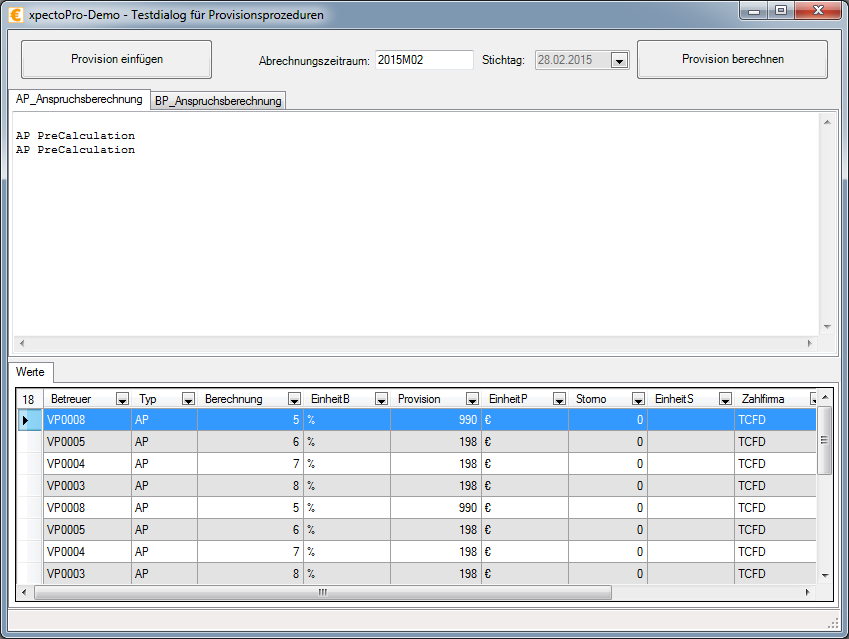 xpectoPro-Demo - Testdialog für Provisionsprozeduren
Provision einfügen Abrechnungszeitraum: 2015M02 Stichtag: 28.02.2015 Provision berechnen
AP_Anspruchsberechnung BP_Anspruchsberechnung
AP PreCalculation
AP PreCalculation
Werte
18 Betreuer Typ Berechnung EinheitB Provision EinheitP Storno EinheitS Zahlfirma
VP0008 AP 5 % 990 € 0 TCFD
VP0005 AP 6 % 198 € 0 TCFD
VP0004 AP 7 % 198 € 0 TCFD
VP0003 AP 8 % 198 € 0 TCFD
VP0008 AP 5 % 990 € 0 TCFD
VP0005 AP 6 % 198 € 0 TCFD
VP0004 AP 7 % 198 € 0 TCFD
VP0003 AP 8 % 198 € 0 TCFD